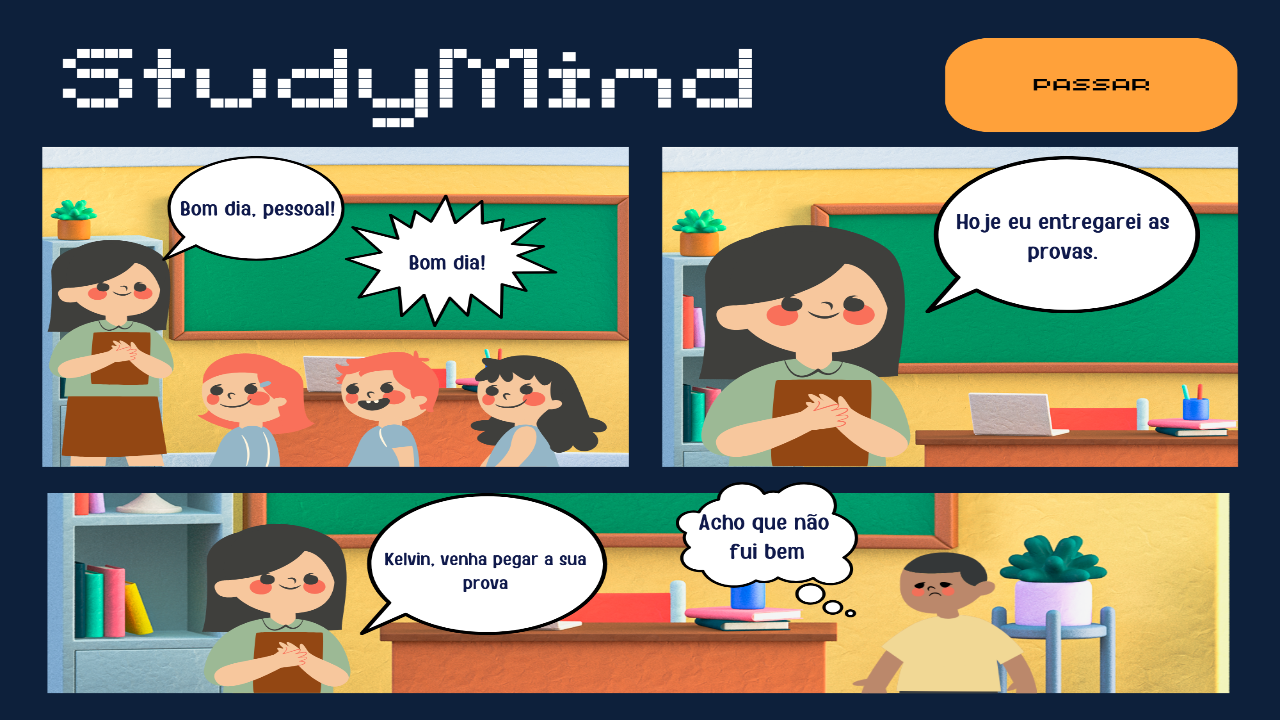 StudyMind
PASSAR
Bom dia, pessoal!
Bom dia!
Hoje eu entregarei as
provas.
Kelvin, venha pegar a sua
prova
Acho que não
fui bem